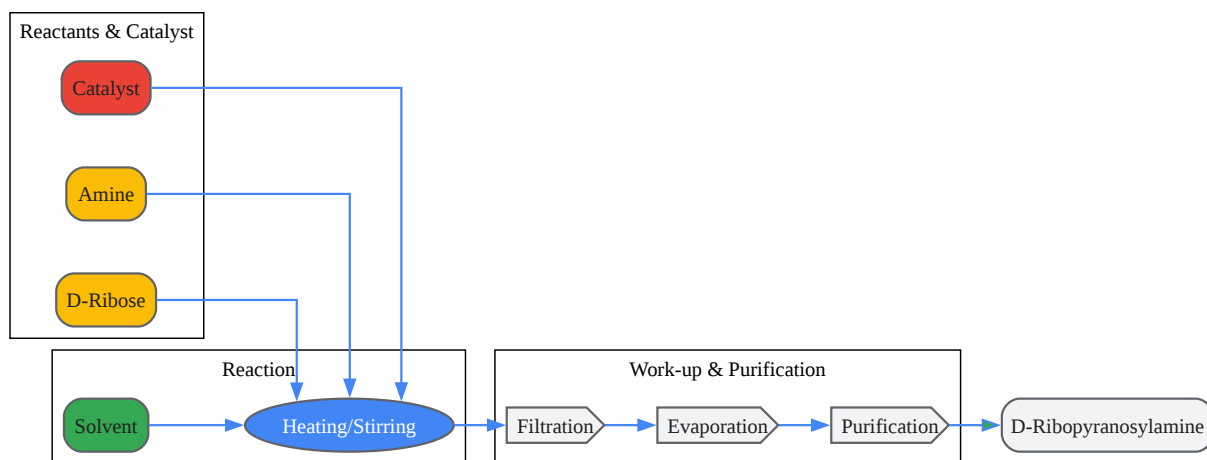 Reactants & Catalyst
Catalyst
Amine
D-Ribose
Reaction
Solvent
Heating/Stirring
Work-up & Purification
Filtration
Evaporation
Purification
D-Ribopyranosylamine